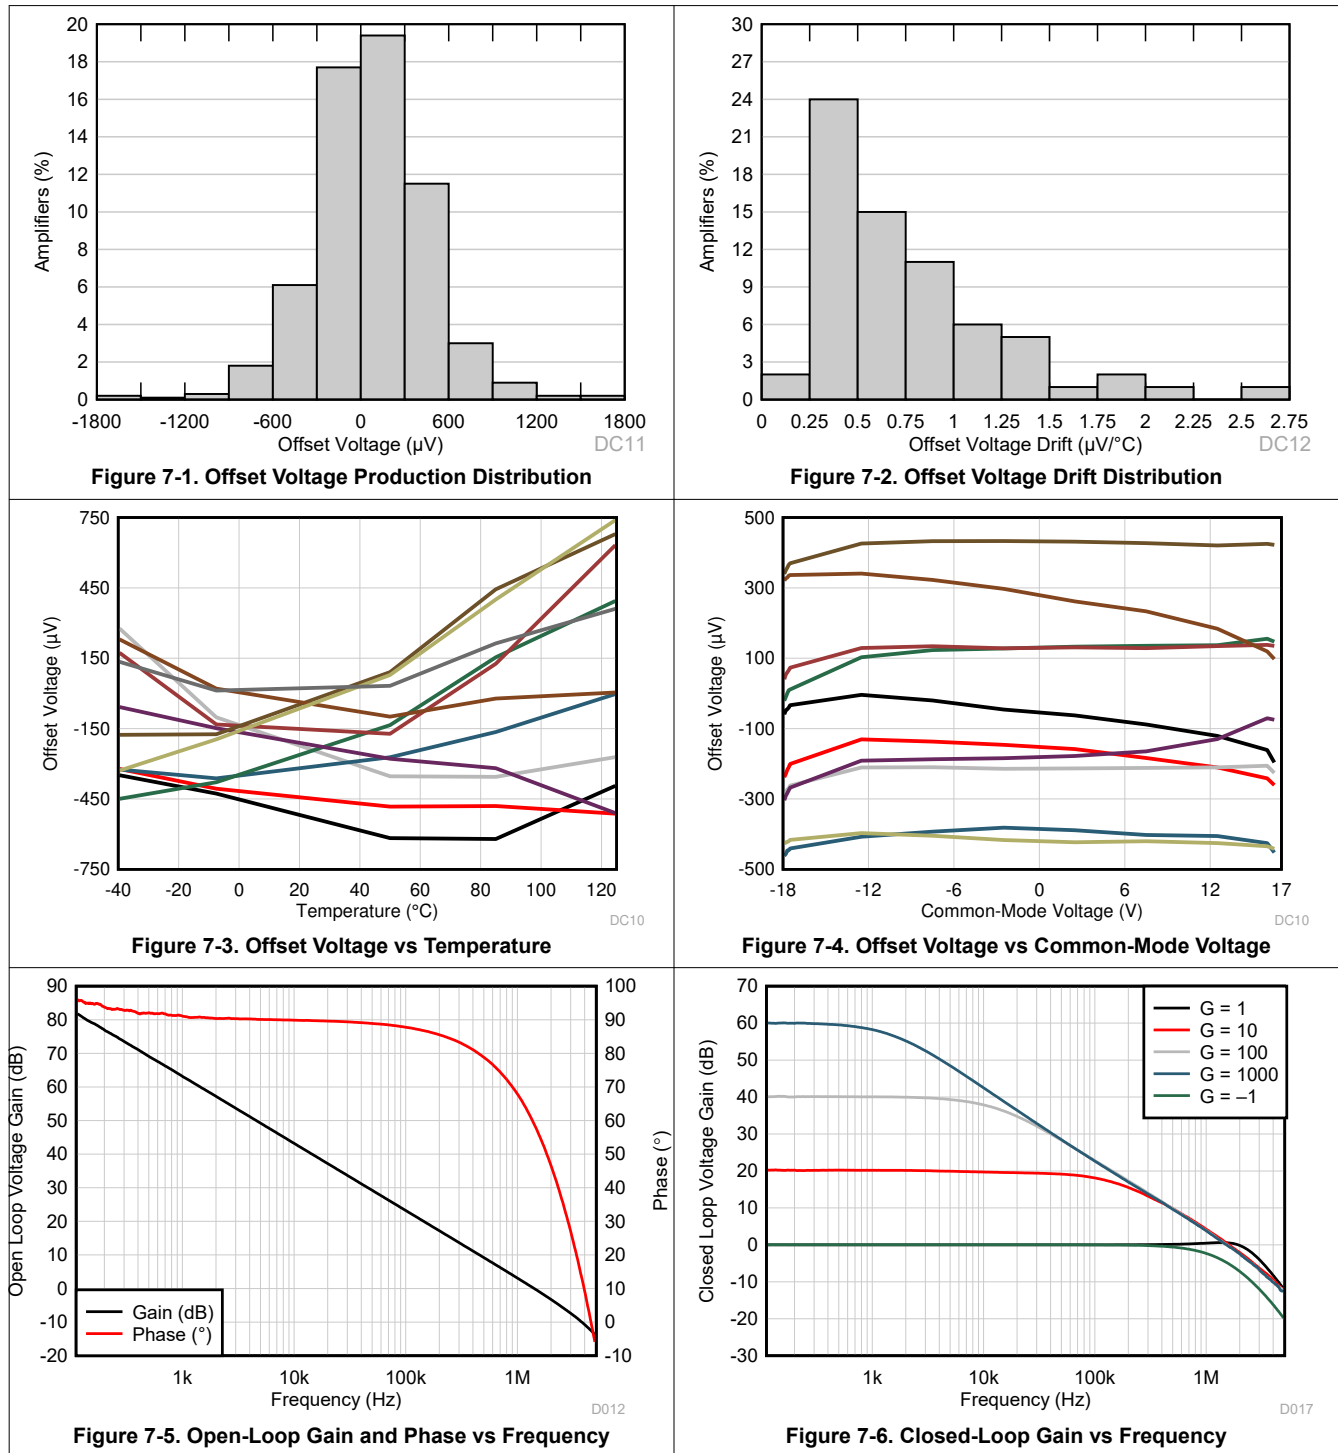 20
18
16
14
12
10
8
6
4
2
0
Amplifiers (%)
-1800 -1200 -600 0 600 1200 1800
Offset Voltage (µV)
DC11
Figure 7-1. Offset Voltage Production Distribution
30
27
24
21
18
15
12
9
6
3
0
Amplifiers (%)
0 0.25 0.5 0.75 1 1.25 1.5 1.75 2 2.25 2.5 2.75
Offset Voltage Drift (µV/°C)
DC12
Figure 7-2. Offset Voltage Drift Distribution
750
450
150
-150
-450
-750
Offset Voltage (µV)
-40 -20 0 20 40 60 80 100 120
Temperature (°C)
DC10
Figure 7-3. Offset Voltage vs Temperature
500
300
100
-100
-300
-500
Offset Voltage (µV)
-18 -12 -6 0 6 12 17
Common-Mode Voltage (V)
DC10
Figure 7-4. Offset Voltage vs Common-Mode Voltage
90
80
70
60
50
40
30
20
10
0
-10
-20
Open Loop Voltage Gain (dB)
100
90
80
70
60
50
40
30
20
10
0
-10
Phase (°)
Gain (dB)
Phase (°)
1k 10k 100k 1M
Frequency (Hz)
D012
Figure 7-5. Open-Loop Gain and Phase vs Frequency
70
60
50
40
30
20
10
0
-10
-20
-30
Closed Lopp Voltage Gain (dB)
G = 1
G = 10
G = 100
G = 1000
G = –1
1k 10k 100k 1M
Frequency (Hz)
D017
Figure 7-6. Closed-Loop Gain vs Frequency